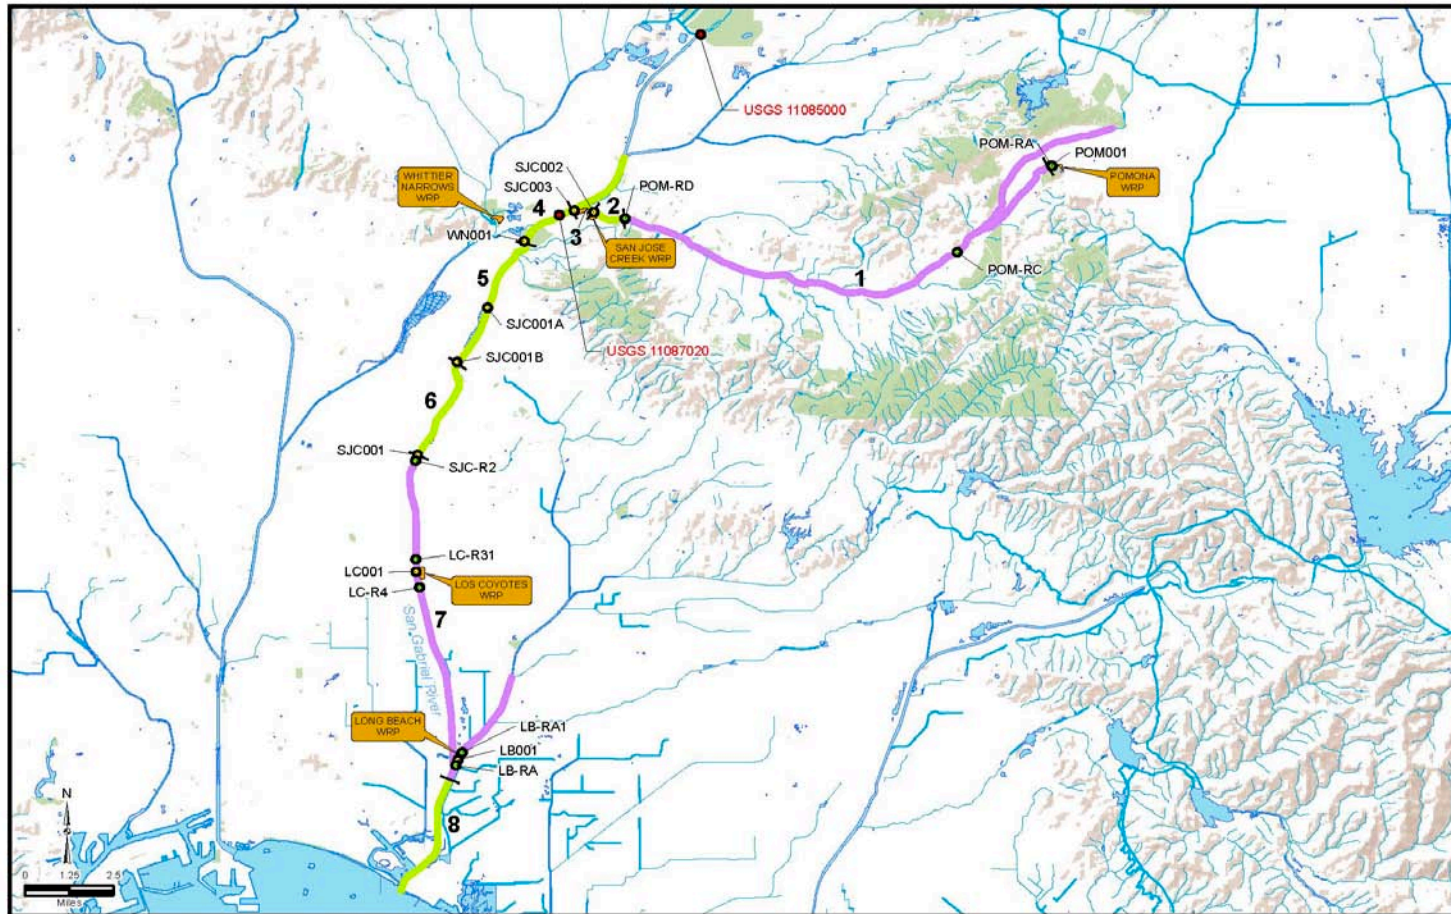 USGS 11085000
POM-RA
POM001
POMONA
WRP
SJC002
SJC003
POM-RD
WHITTIER
NARROWS
WRP
4
2
3
WN001
SAN JOSE
CREEK WRP
POM-RC
1
5
SJC001A
USGS 11087020
SJC001B
6
SJC001
SJC-R2
LC-R31
LC001
LOS COYOTES
WRP
LC-R4
7
San Gabriel River
LONG BEACH
WRP
LB-RA1
LB001
LB-RA
8
N
0 1.25 2.5
Miles